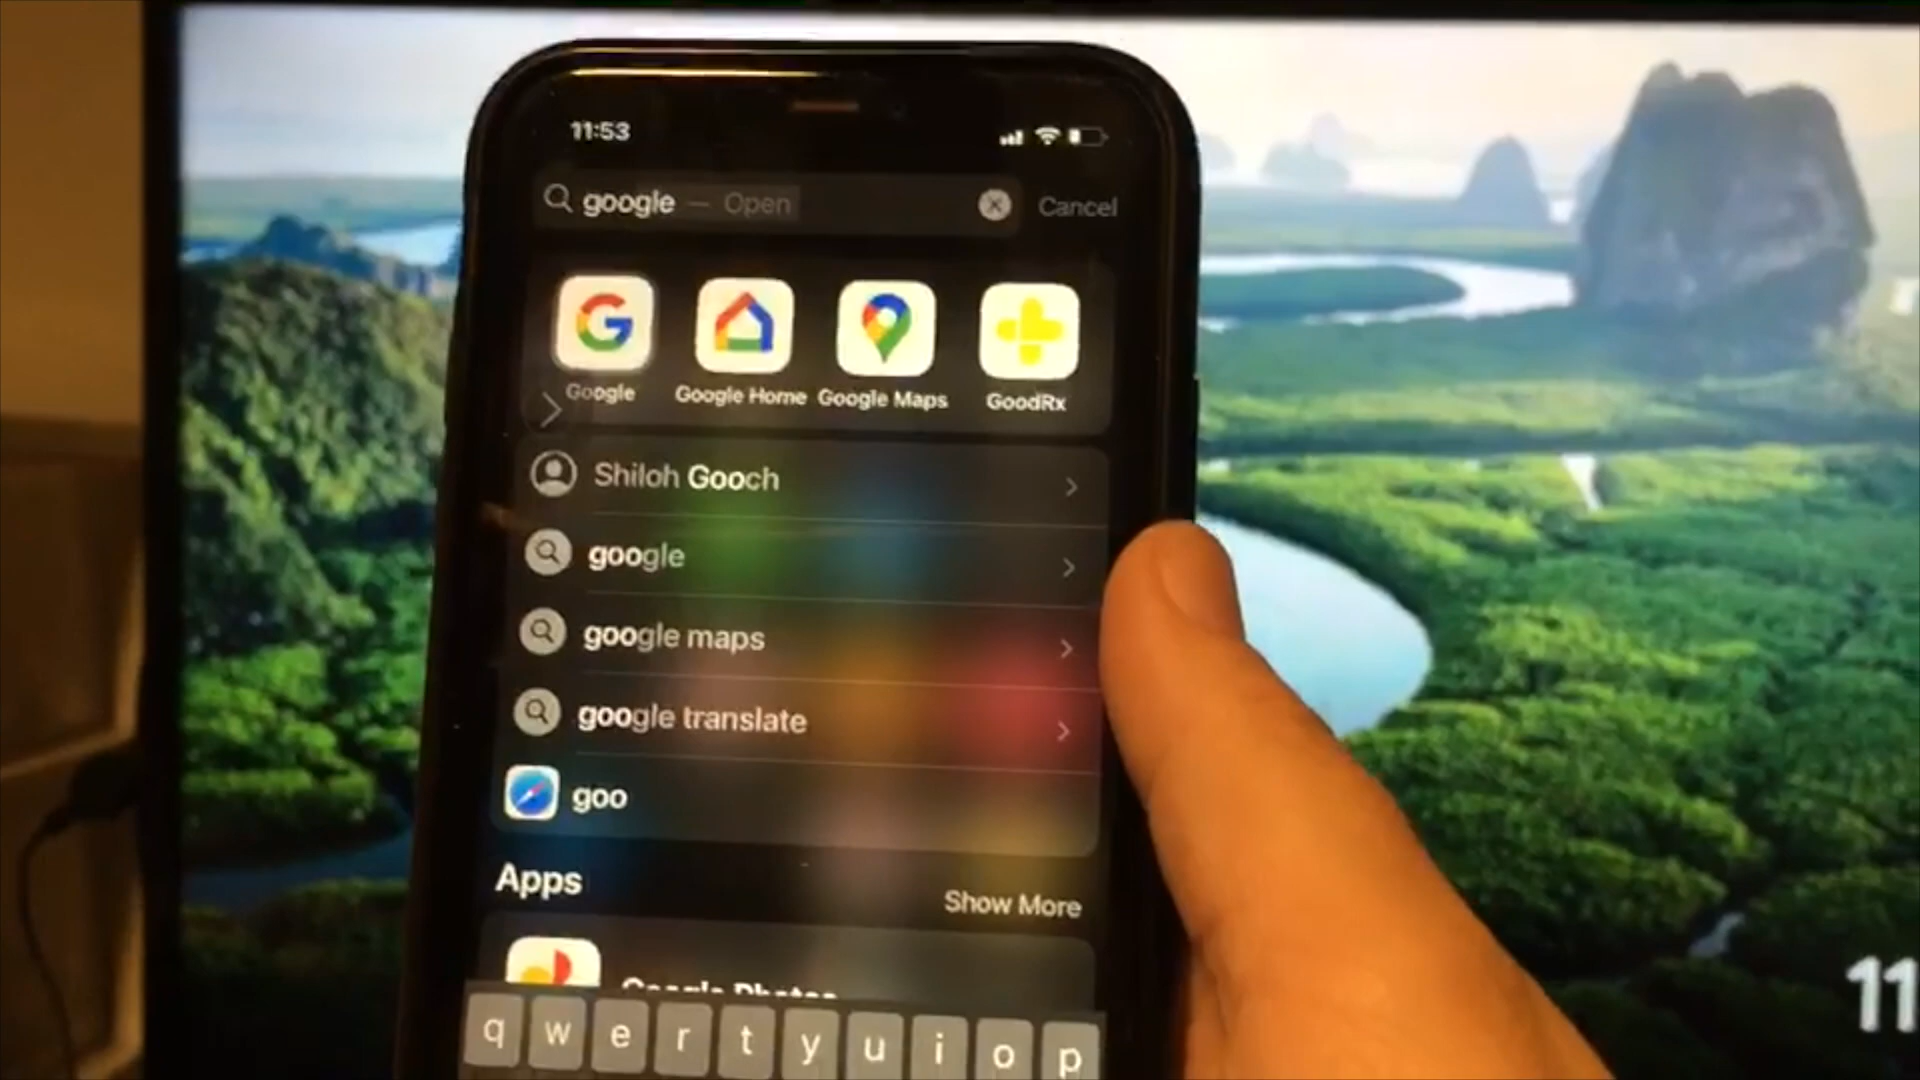 11:53
google — Open
Cancel
Google
Google Home
Google Maps
GoodRx
Shiloh Gooch
google
google maps
google translate
goo
Apps
Show More
Google Photos
q w e r t y u i o p
11